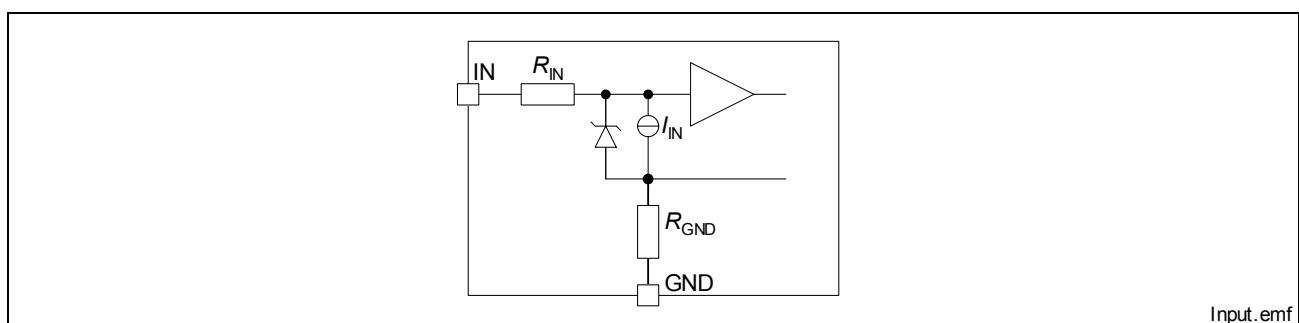 IN
R_IN
I_IN
R_GND
GND
Input.emf